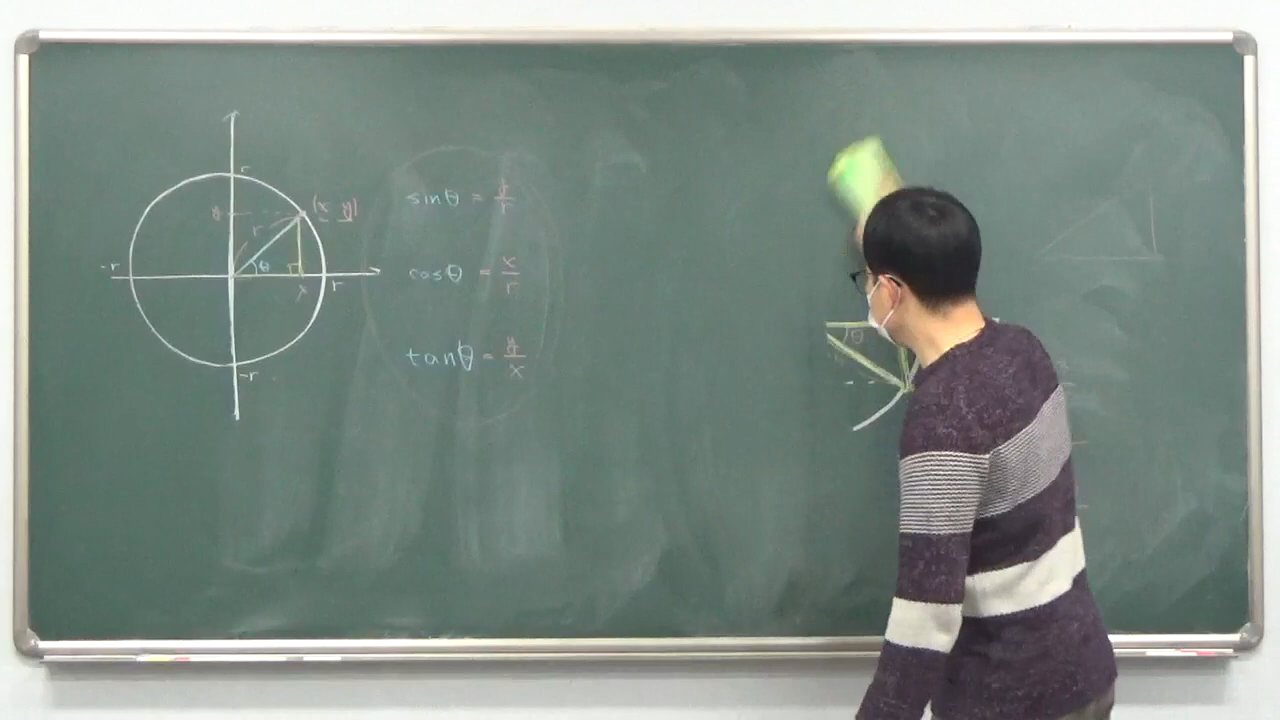 r
y
(x y)
r
θ
-r
x
r
-r
sinθ = y/r
cosθ = x/r
tanθ = y/x
θ